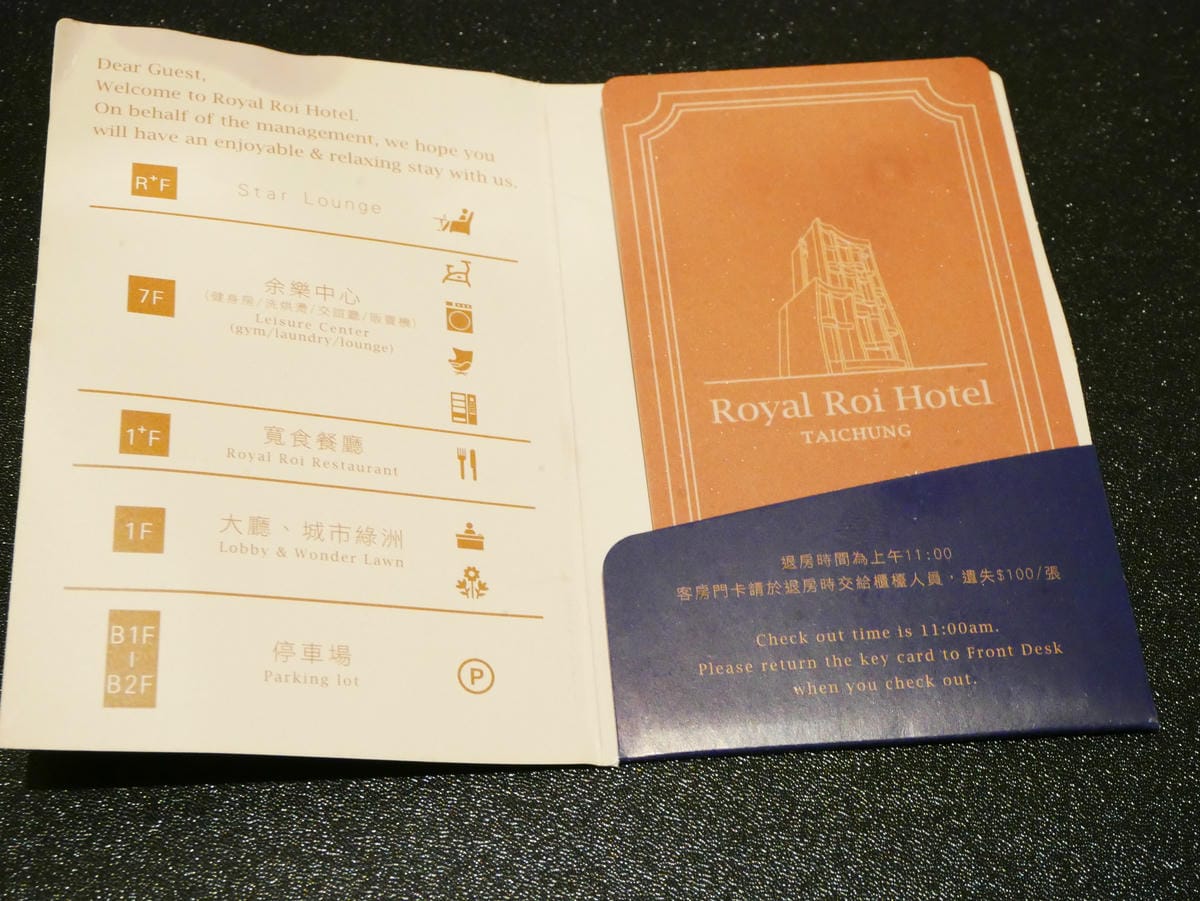 Dear Guest,
Welcome to Royal Roi Hotel.
On behalf of the management, we hope you
will have an enjoyable & relaxing stay with us.
R⁺F
Star Lounge
7F
余樂中心
(健身房/洗烘燙/交誼廳/販賣機)
Leisure Center
(gym/laundry/lounge)
1⁺F
寬食餐廳
Royal Roi Restaurant
1F
大廳、城市綠洲
Lobby & Wonder Lawn
B1F
|
B2F
停車場
Parking lot
P
Royal Roi Hotel
TAICHUNG
退房時間為上午11:00
客房門卡請於退房時交給櫃檯人員，遺失$100/張
Check out time is 11:00am.
Please return the key card to Front Desk
when you check out.